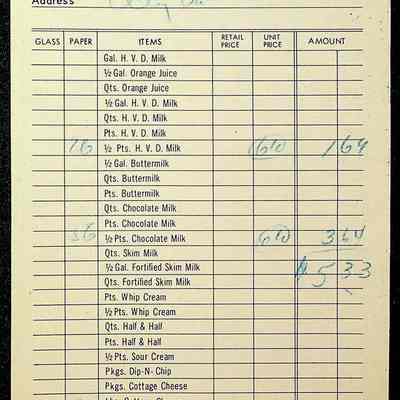 Address
GLASS PAPER ITEMS RETAIL PRICE UNIT PRICE AMOUNT
Gal. H. V. D. Milk
½ Gal. Orange Juice
Qts. Orange Juice
½ Gal. H. V. D. Milk
Qts. H. V. D. Milk
Pts. H. V. D. Milk
½ Pts. H. V. D. Milk 164
½ Gal. Buttermilk
Qts. Buttermilk
Pts. Buttermilk
Qts. Chocolate Milk
Pts. Chocolate Milk
½ Pts. Chocolate Milk 364
Qts. Skim Milk
½ Gal. Fortified Skim Milk $533
Qts. Fortified Skim Milk
Pts. Whip Cream
½ Pts. Whip Cream
Qts. Half & Half
Pts. Half & Half
½ Pts. Sour Cream
Pkgs. Dip-N- Chip
Pkgs. Cottage Cheese